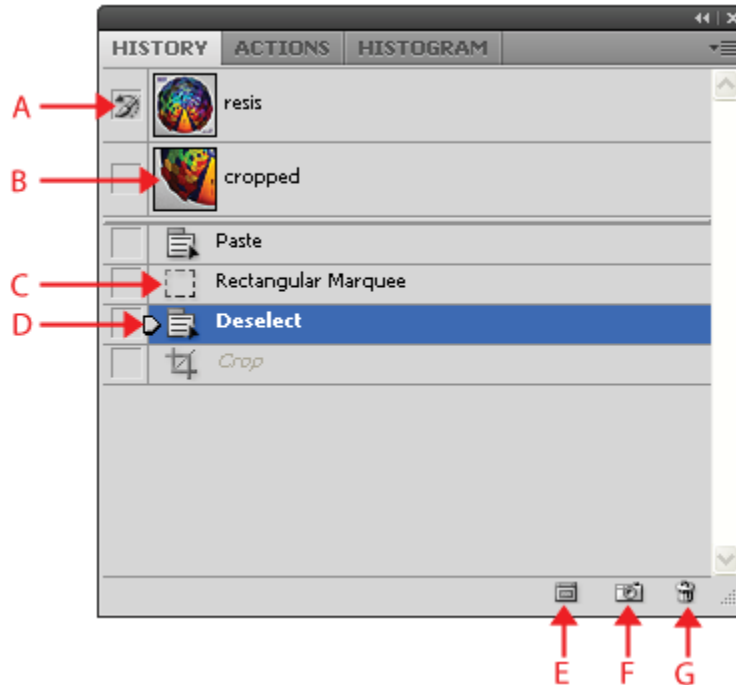 HISTORY ACTIONS HISTOGRAM
A resis
B cropped
Paste
C Rectangular Marquee
D Deselect
Crop
E F G